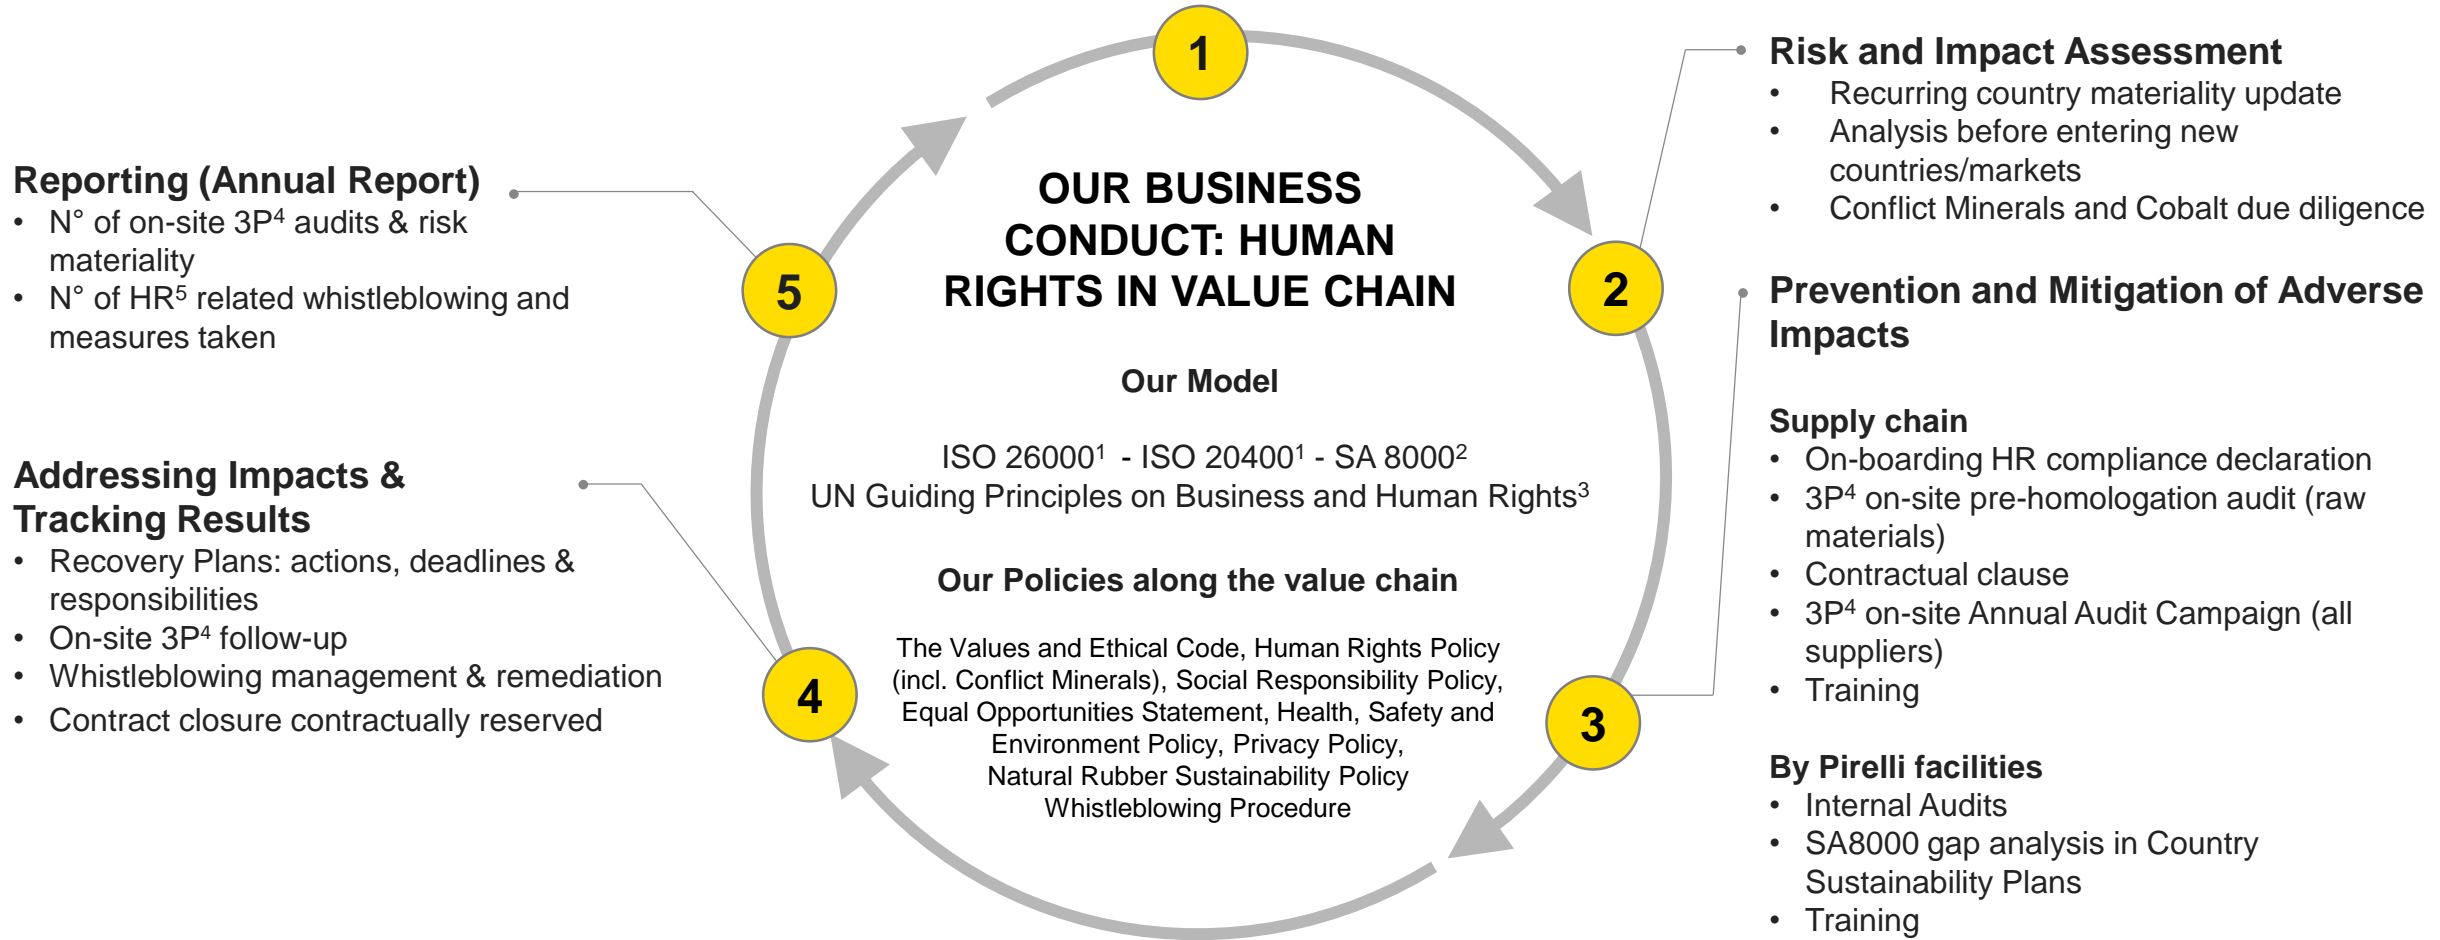 1
OUR BUSINESS
CONDUCT: HUMAN
RIGHTS IN VALUE CHAIN
Our Model
ISO 26000¹ - ISO 20400¹ - SA 8000²
UN Guiding Principles on Business and Human Rights³
Our Policies along the value chain
The Values and Ethical Code, Human Rights Policy
(incl. Conflict Minerals), Social Responsibility Policy,
Equal Opportunities Statement, Health, Safety and
Environment Policy, Privacy Policy,
Natural Rubber Sustainability Policy
Whistleblowing Procedure
2
Risk and Impact Assessment
• Recurring country materiality update
• Analysis before entering new
countries/markets
• Conflict Minerals and Cobalt due diligence
3
Prevention and Mitigation of Adverse
Impacts
Supply chain
• On-boarding HR compliance declaration
• 3P⁴ on-site pre-homologation audit (raw
materials)
• Contractual clause
• 3P⁴ on-site Annual Audit Campaign (all
suppliers)
• Training
By Pirelli facilities
• Internal Audits
• SA8000 gap analysis in Country
Sustainability Plans
• Training
4
Addressing Impacts &
Tracking Results
• Recovery Plans: actions, deadlines &
responsibilities
• On-site 3P⁴ follow-up
• Whistleblowing management & remediation
• Contract closure contractually reserved
5
Reporting (Annual Report)
• N° of on-site 3P⁴ audits & risk
materiality
• N° of HR⁵ related whistleblowing and
measures taken